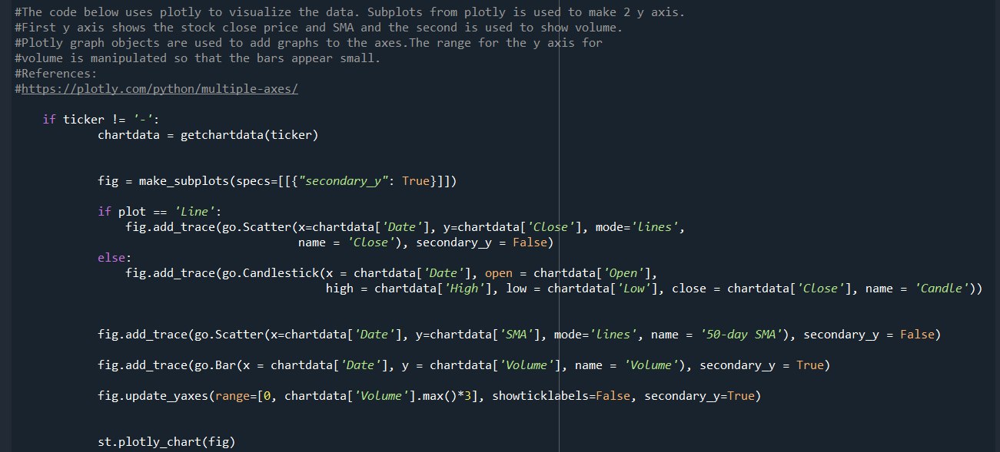 #The code below uses plotly to visualize the data. Subplots from plotly is used to make 2 y axis.
#First y axis shows the stock close price and SMA and the second is used to show volume.
#Plotly graph objects are used to add graphs to the axes.The range for the y axis for
#volume is manipulated so that the bars appear small.
#References:
#https://plotly.com/python/multiple-axes/
if ticker != '-':
chartdata = getchartdata(ticker)
fig = make_subplots(specs=[[{"secondary_y": True}]])
if plot == 'Line':
fig.add_trace(go.Scatter(x=chartdata['Date'], y=chartdata['Close'], mode='lines',
name = 'Close'), secondary_y = False)
else:
fig.add_trace(go.Candlestick(x = chartdata['Date'], open = chartdata['Open'],
high = chartdata['High'], low = chartdata['Low'], close = chartdata['Close'], name = 'Candle'))
fig.add_trace(go.Scatter(x=chartdata['Date'], y=chartdata['SMA'], mode='lines', name = '50-day SMA'), secondary_y = False)
fig.add_trace(go.Bar(x = chartdata['Date'], y = chartdata['Volume'], name = 'Volume'), secondary_y = True)
fig.update_yaxes(range=[0, chartdata['Volume'].max()*3], showticklabels=False, secondary_y=True)
st.plotly_chart(fig)